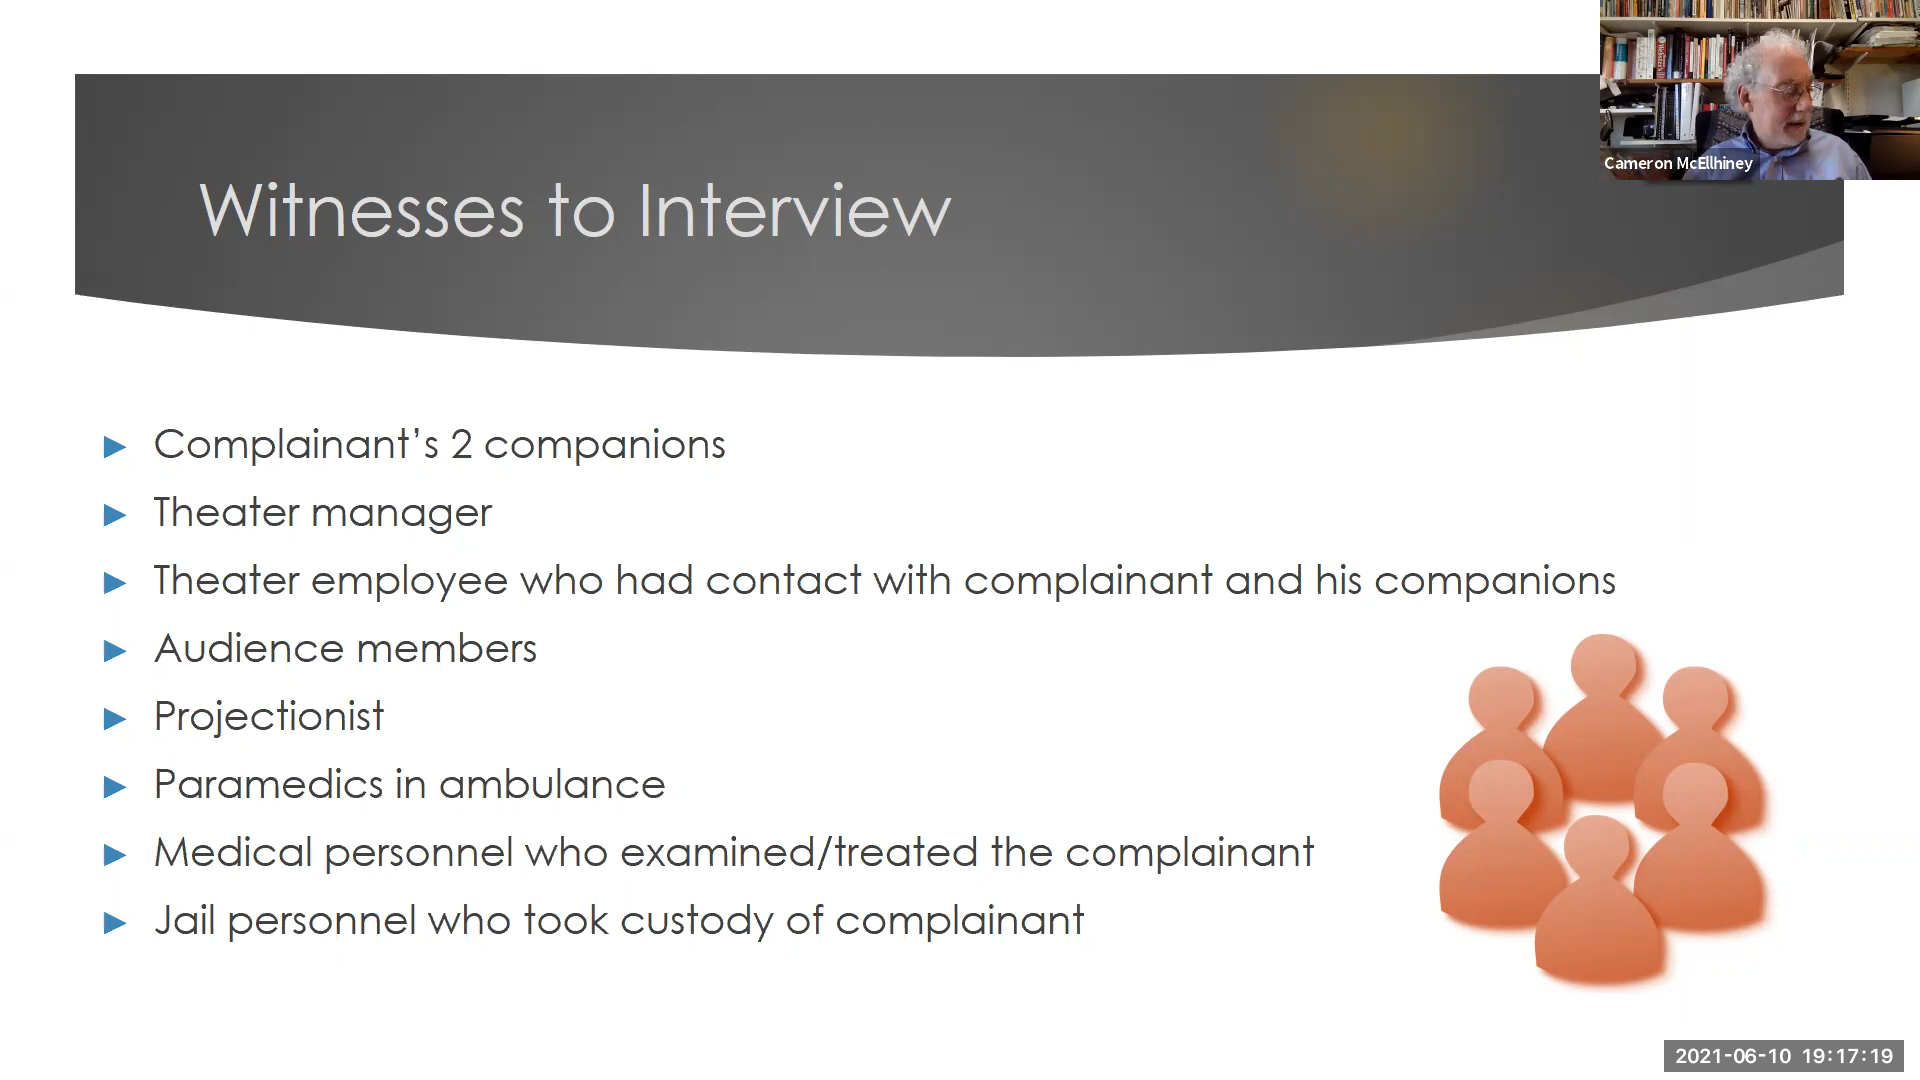 Cameron McEllhiney
Witnesses to Interview
Complainant’s 2 companions
Theater manager
Theater employee who had contact with complainant and his companions
Audience members
Projectionist
Paramedics in ambulance
Medical personnel who examined/treated the complainant
Jail personnel who took custody of complainant
2021-06-10 19:17:19